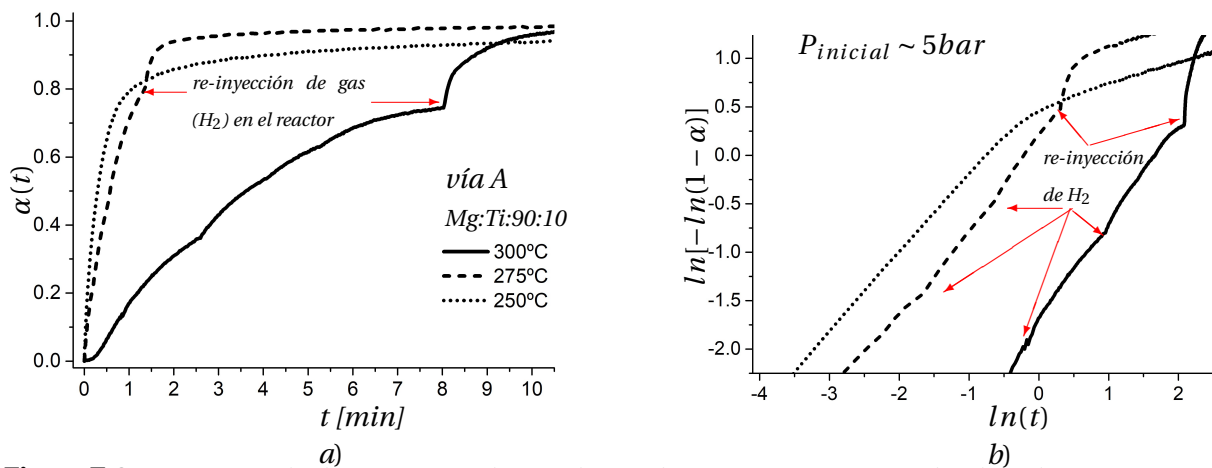 1.0
0.8
0.6
0.4
0.2
0.0
α(t)
re-inyección de gas
(H₂) en el reactor
vía A
Mg:Ti:90:10
300ºC
275ºC
250ºC
0 1 2 3 4 5 6 7 8 9 10
t [min]
a)
P inicial ~ 5bar
1.0
0.5
0.0
-0.5
-1.0
-1.5
-2.0
ln[−ln(1 − α)]
re-inyección
de H₂
-4 -3 -2 -1 0 1 2
ln(t)
b)